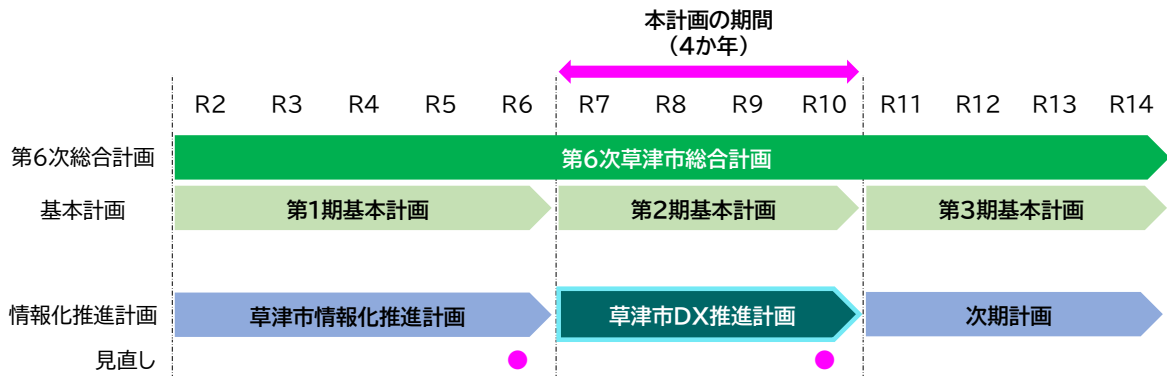 本計画の期間
（4か年）
R2 R3 R4 R5 R6 R7 R8 R9 R10 R11 R12 R13 R14
第6次総合計画 第6次草津市総合計画
基本計画 第1期基本計画 第2期基本計画 第3期基本計画
情報化推進計画 草津市情報化推進計画 草津市DX推進計画 次期計画
見直し